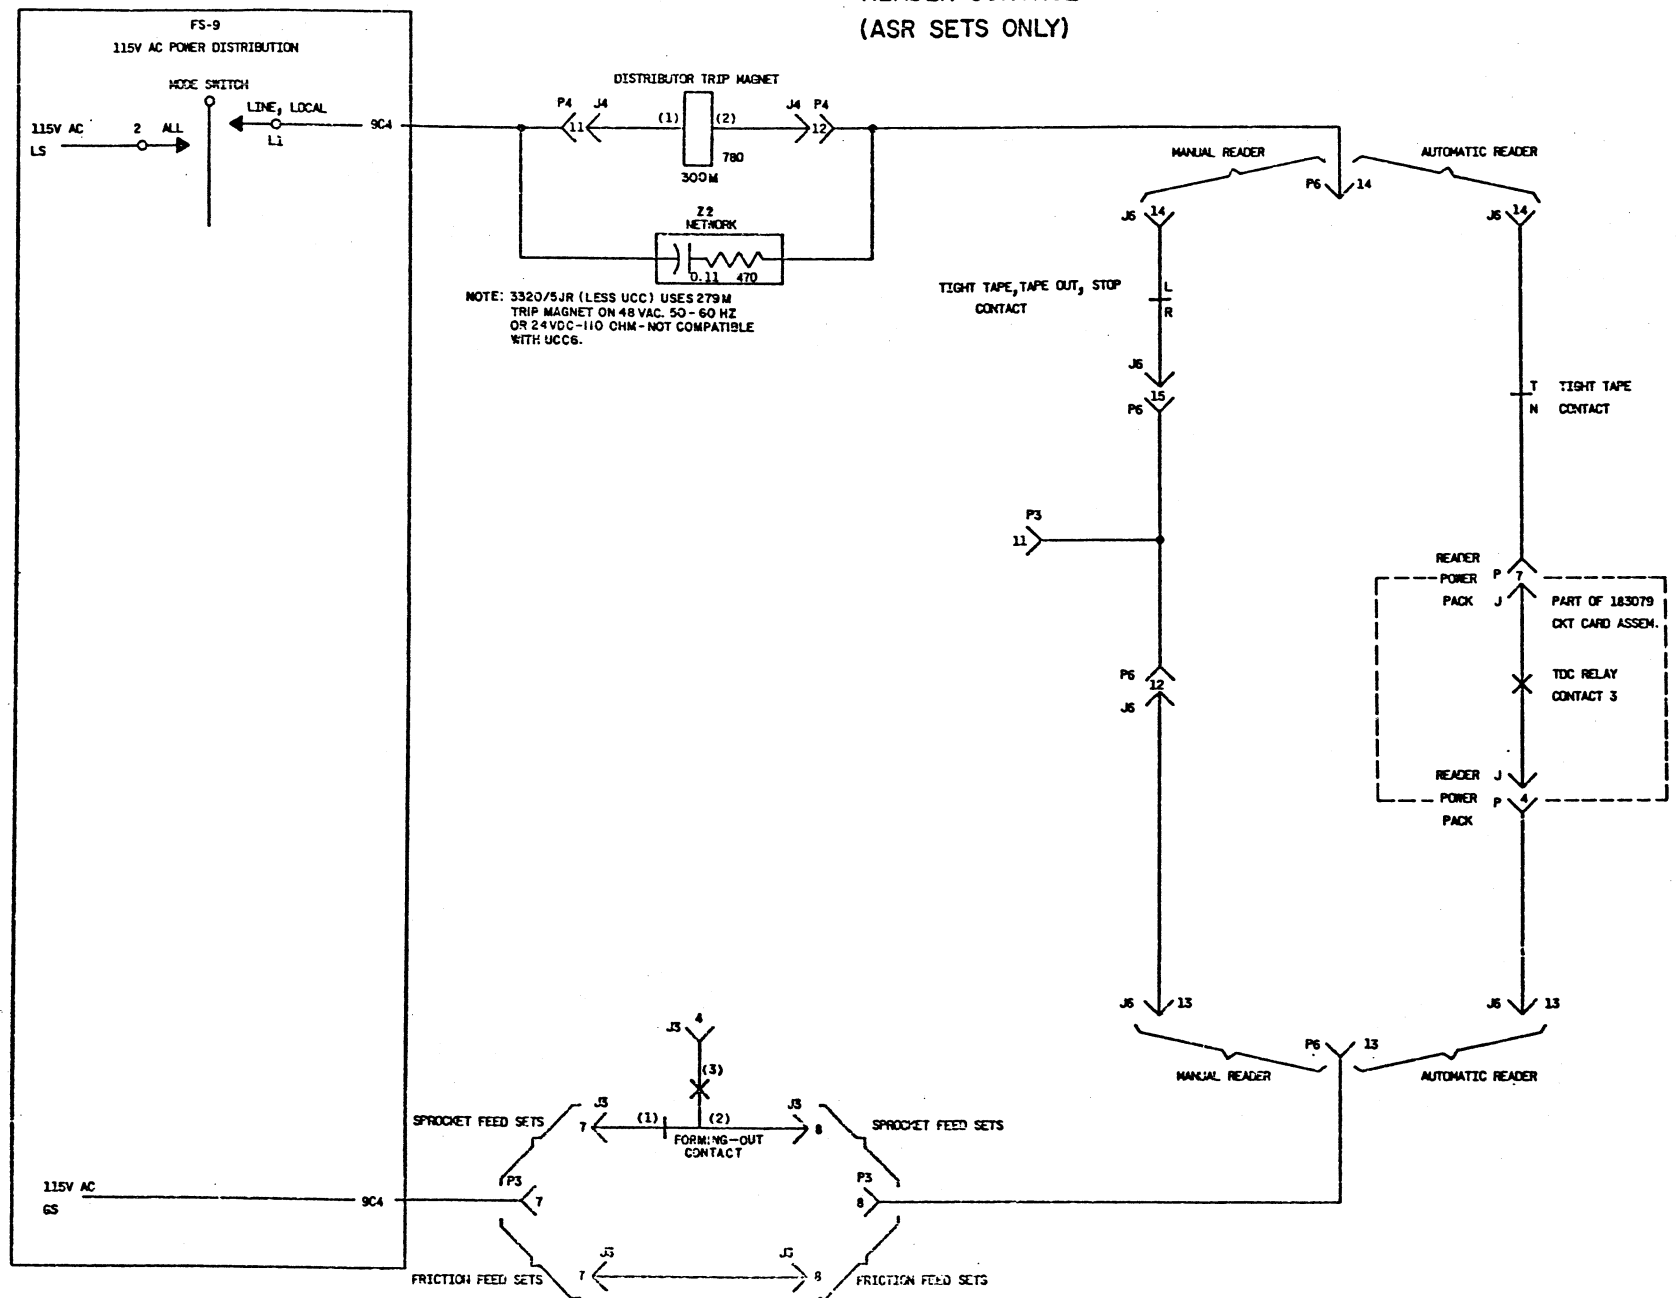 (ASR SETS ONLY)
FS-9
115V AC POWER DISTRIBUTION
MODE SWITCH
LINE, LOCAL
115V AC
LS
2
ALL
L1
9C4
DISTRIBUTOR TRIP MAGNET
P4
J4
11
(1)
(2)
J4
P4
12
780
300M
Z2
NETWORK
0.11
470
NOTE: 3320/5JR (LESS UCC) USES 279M
TRIP MAGNET ON 48 VAC. 50-60 HZ
OR 24VDC-110 OHM-NOT COMPATIBLE
WITH UCC6.
MANUAL READER
AUTOMATIC READER
P6
14
J6
14
J6
14
TIGHT TAPE, TAPE OUT, STOP
CONTACT
L
R
J6
15
P6
T
N
TIGHT TAPE
CONTACT
P3
11
READER
POWER
PACK
P
7
J
PART OF 183079
CKT CARD ASSEM.
P6
12
J6
TDC RELAY
CONTACT 3
READER
POWER
PACK
J
P
4
J6
13
J6
13
P6
13
MANUAL READER
AUTOMATIC READER
J3
4
(3)
SPROCKET FEED SETS
J3
7
(1)
(2)
J3
8
SPROCKET FEED SETS
FORMING-OUT
CONTACT
115V AC
GS
9C4
P3
7
P3
8
FRICTION FEED SETS
J3
7
J3
8
FRICTION FEED SETS